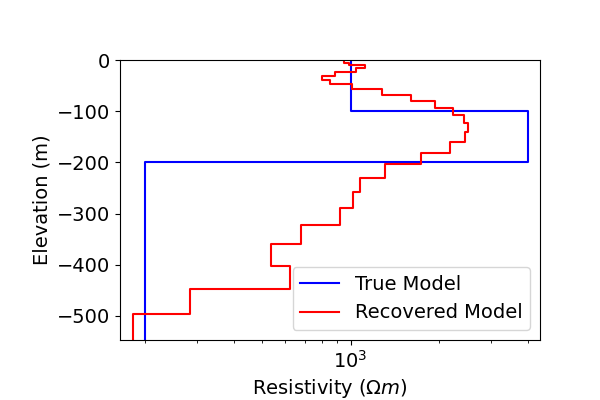 0
−100
−200
−300
−400
−500
Elevation (m)
True Model
Recovered Model
10³
Resistivity (Ωm)